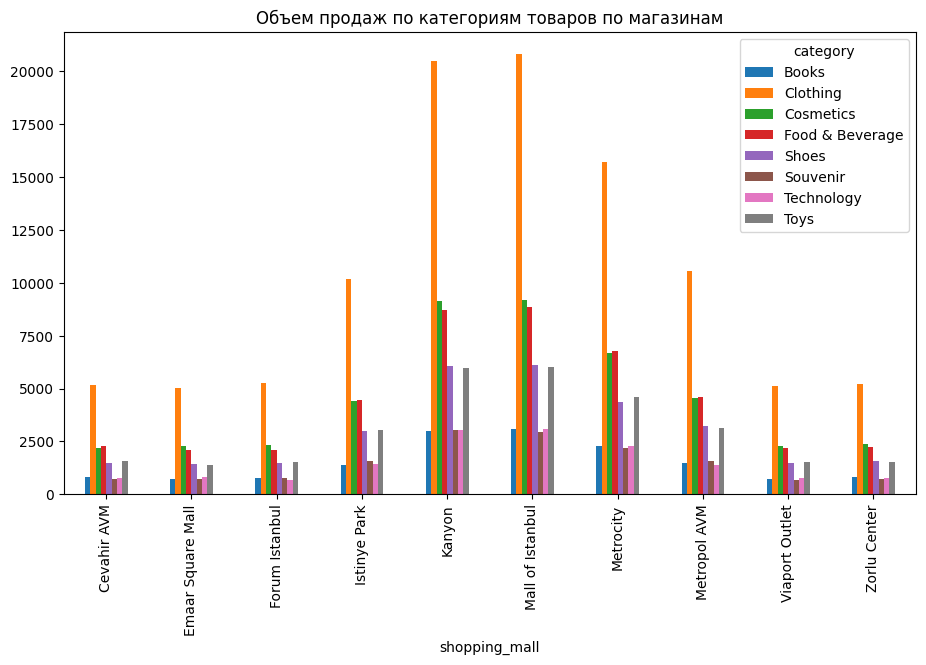 Объем продаж по категориям товаров по магазинам
category
Books
Clothing
Cosmetics
Food & Beverage
Shoes
Souvenir
Technology
Toys
20000
17500
15000
12500
10000
7500
5000
2500
0
Cevahir AVM
Emaar Square Mall
Forum Istanbul
Istinye Park
Kanyon
Mall of Istanbul
Metrocity
Metropol AVM
Viaport Outlet
Zorlu Center
shopping_mall